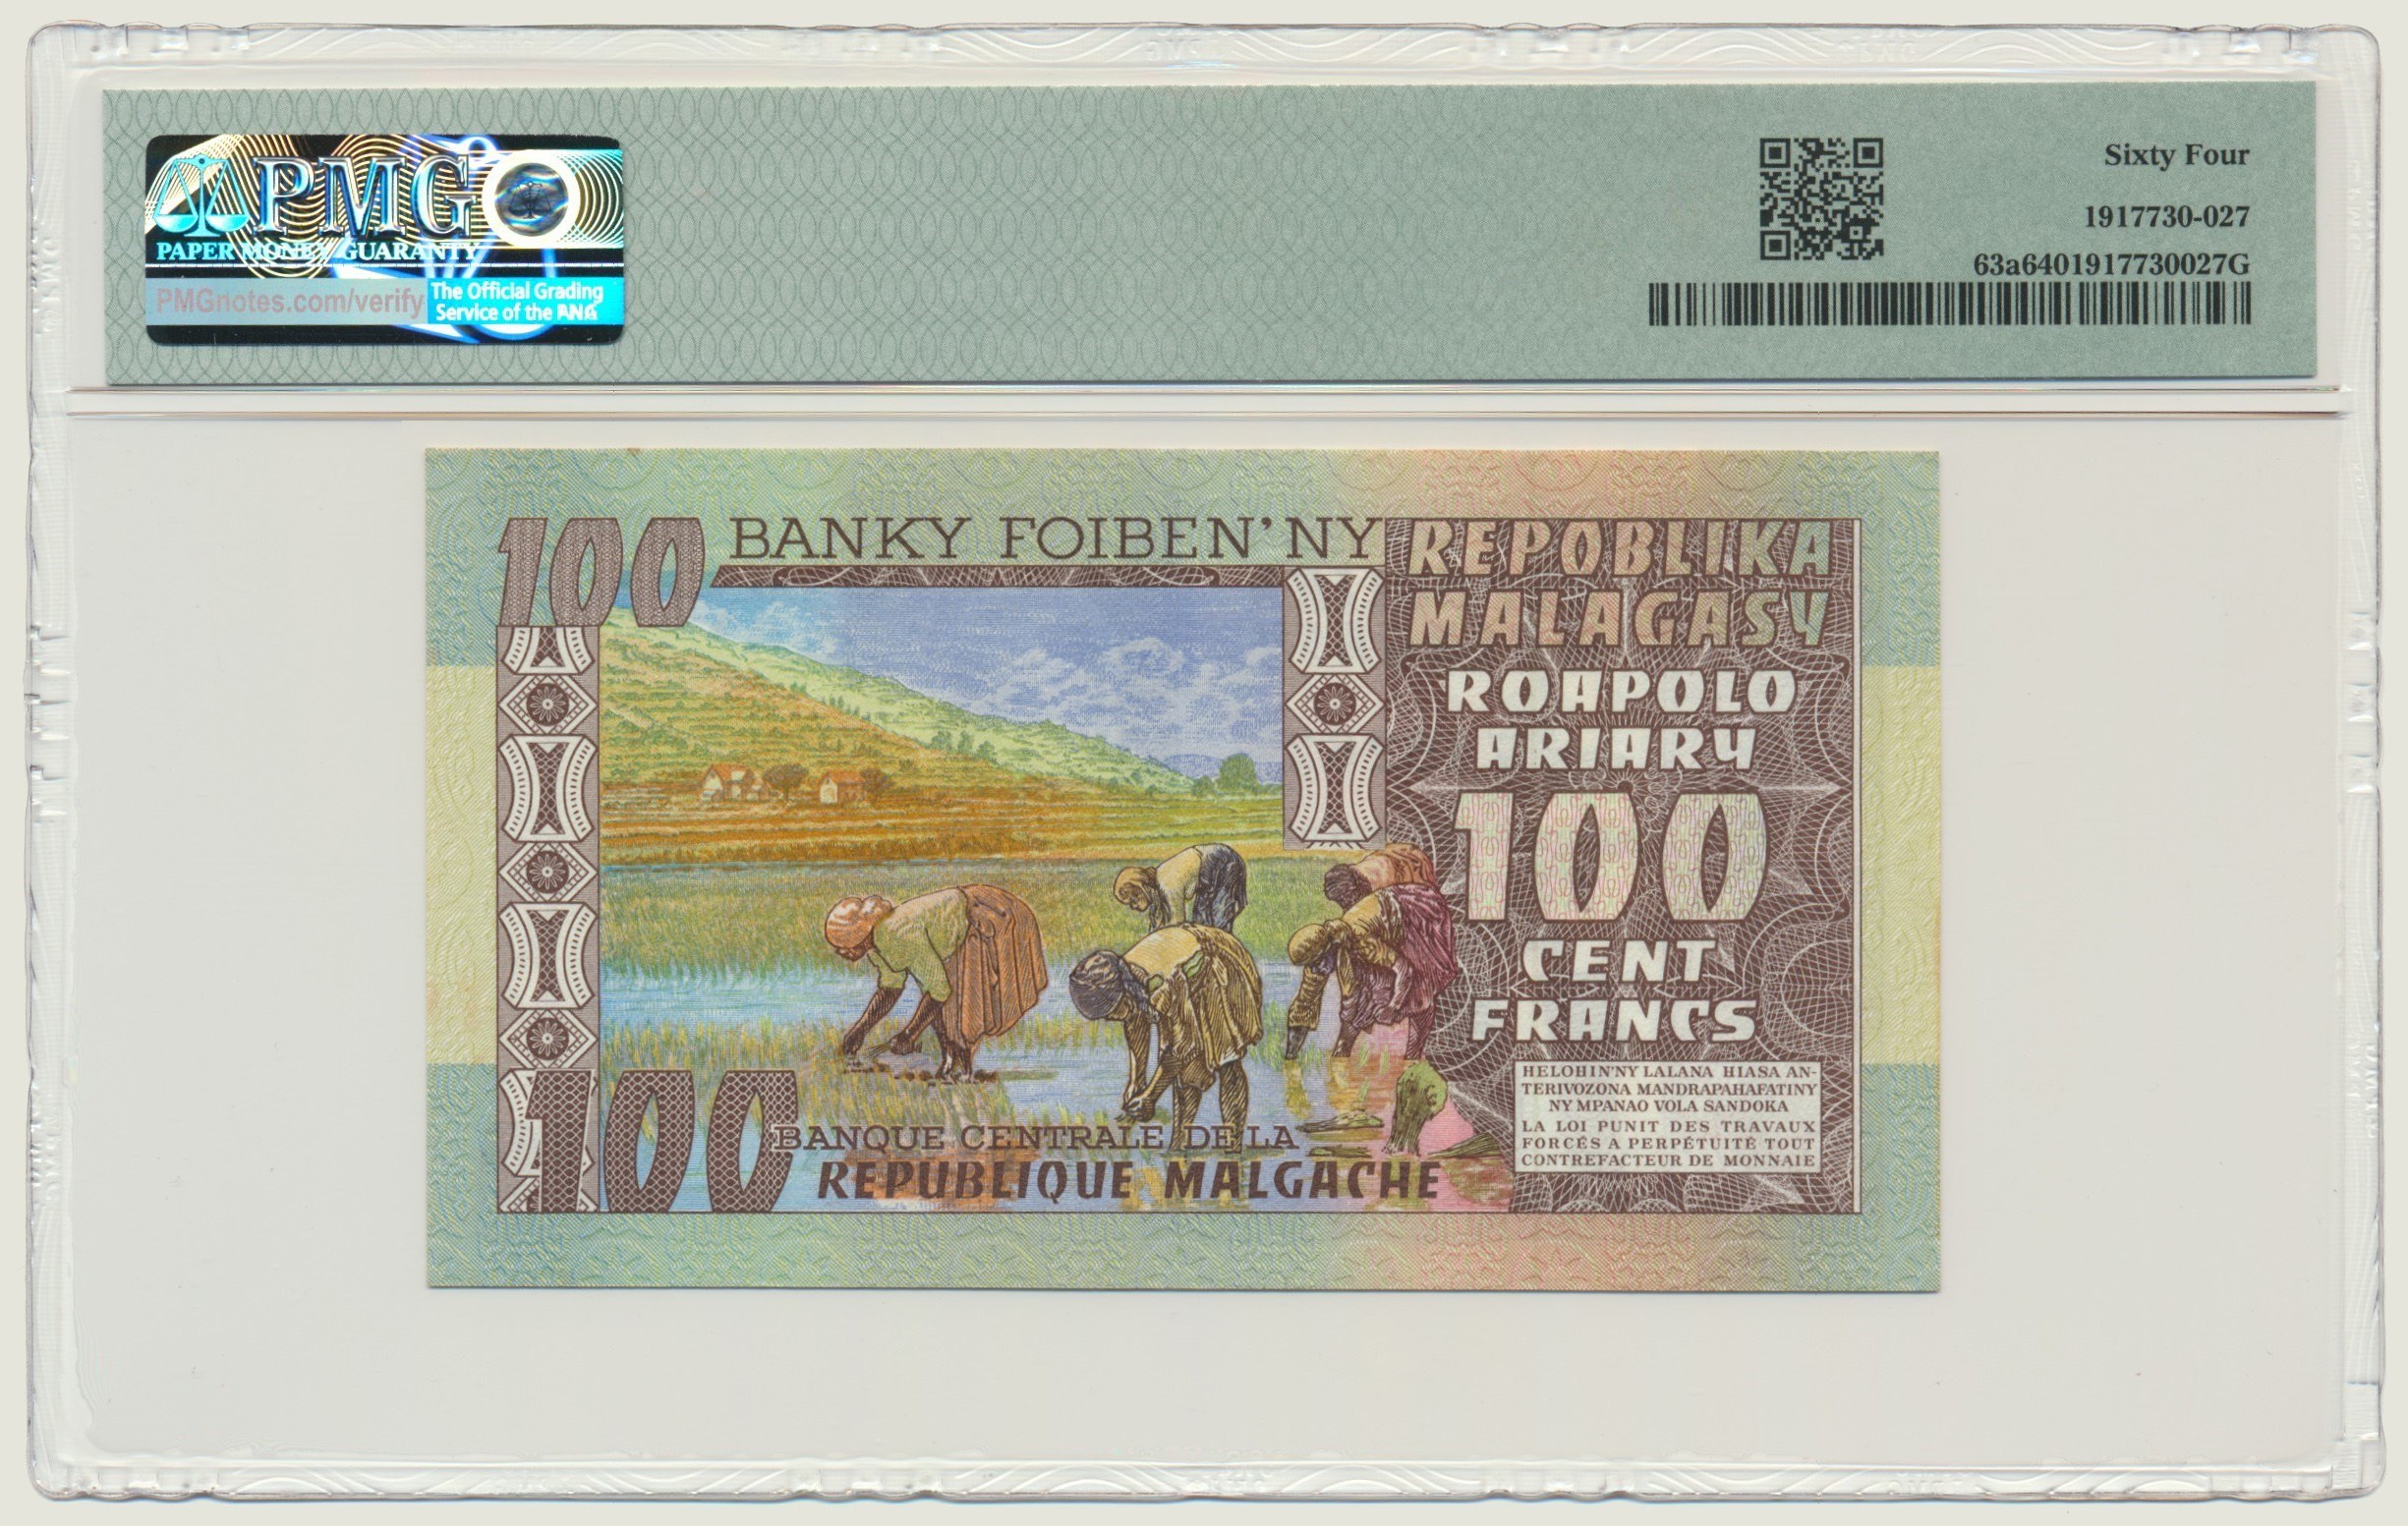 PMG
PAPER MONEY GUARANTY
PMGnotes.com/verify
The Official Grading
Service of the ANA
Sixty Four
1917730-027
63a6401917730027G
100
BANKY FOIBEN'NY
REPOBLIKA
MALAGASY
ROAPOLO
ARIARY
100
CENT
FRANCS
HELOHIN'NY LALANA HIASA AN-
TERIVOZONA MANDRAPAHAFATINY
NY MPANAO VOLA SANDOKA
LA LOI PUNIT DES TRAVAUX
FORCÉS A PERPÉTUITÉ TOUT
CONTREFACTEUR DE MONNAIE
100
BANQUE CENTRALE DE LA
REPUBLIQUE MALGACHE